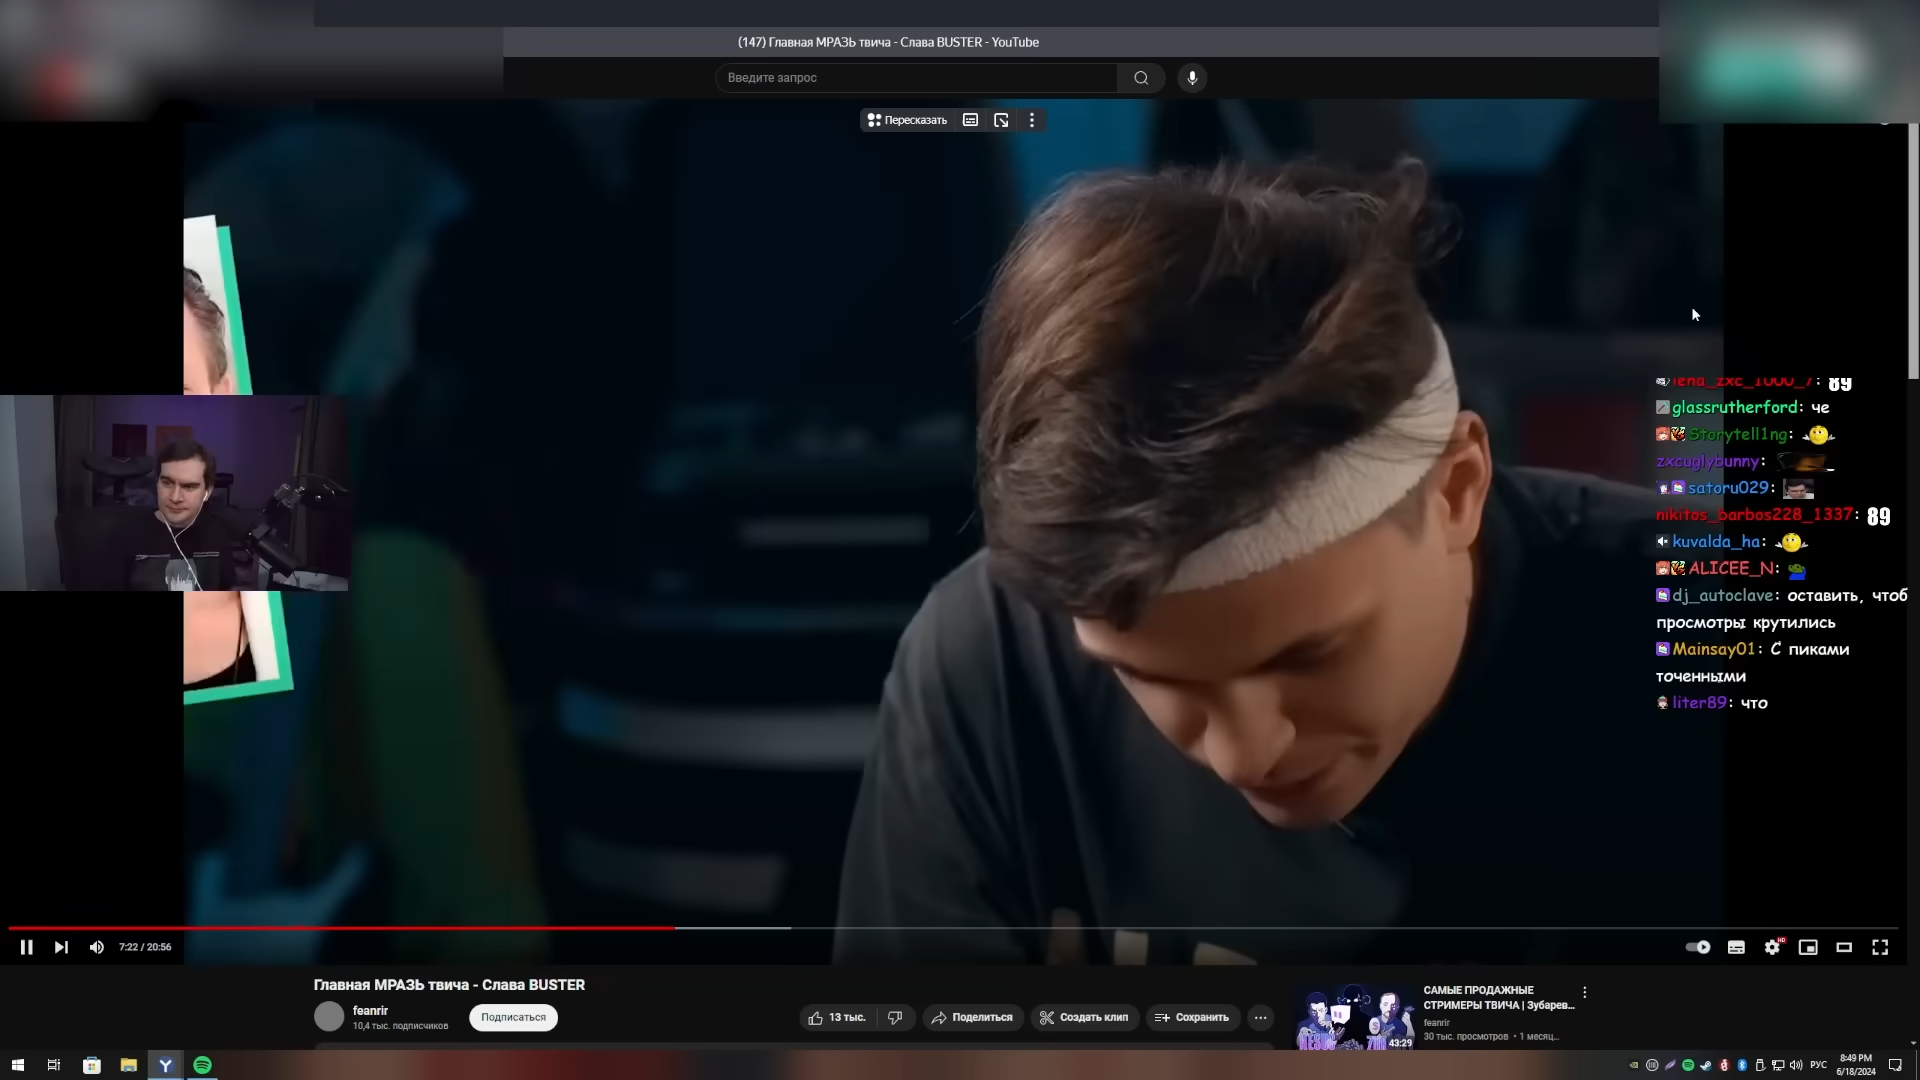 (147) Главная МРАЗЬ твича - Слава BUSTER - YouTube
Введите запрос
Пересказать
lena_zxc_1000_7: 89
glassrutherford: че
Storytell1ng:
zxcuglybunny:
satoru029:
nikitos_barbos228_1337: 89
kuvalda_ha:
ALICEE_N:
dj_autoclave: оставить, чтоб
просмотры крутились
Mainsay01: С пиками
точенными
liter89: что
7:22 / 20:56
HD
Главная МРАЗЬ твича - Слава BUSTER
feanrir
10,4 тыс. подписчиков
Подписаться
13 тыс.
Поделиться
Создать клип
Сохранить
43:29
САМЫЕ ПРОДАЖНЫЕ
СТРИМЕРЫ ТВИЧА | Зубарев...
feanrir
30 тыс. просмотров • 1 месяц...
РУС
8:49 PM
6/18/2024